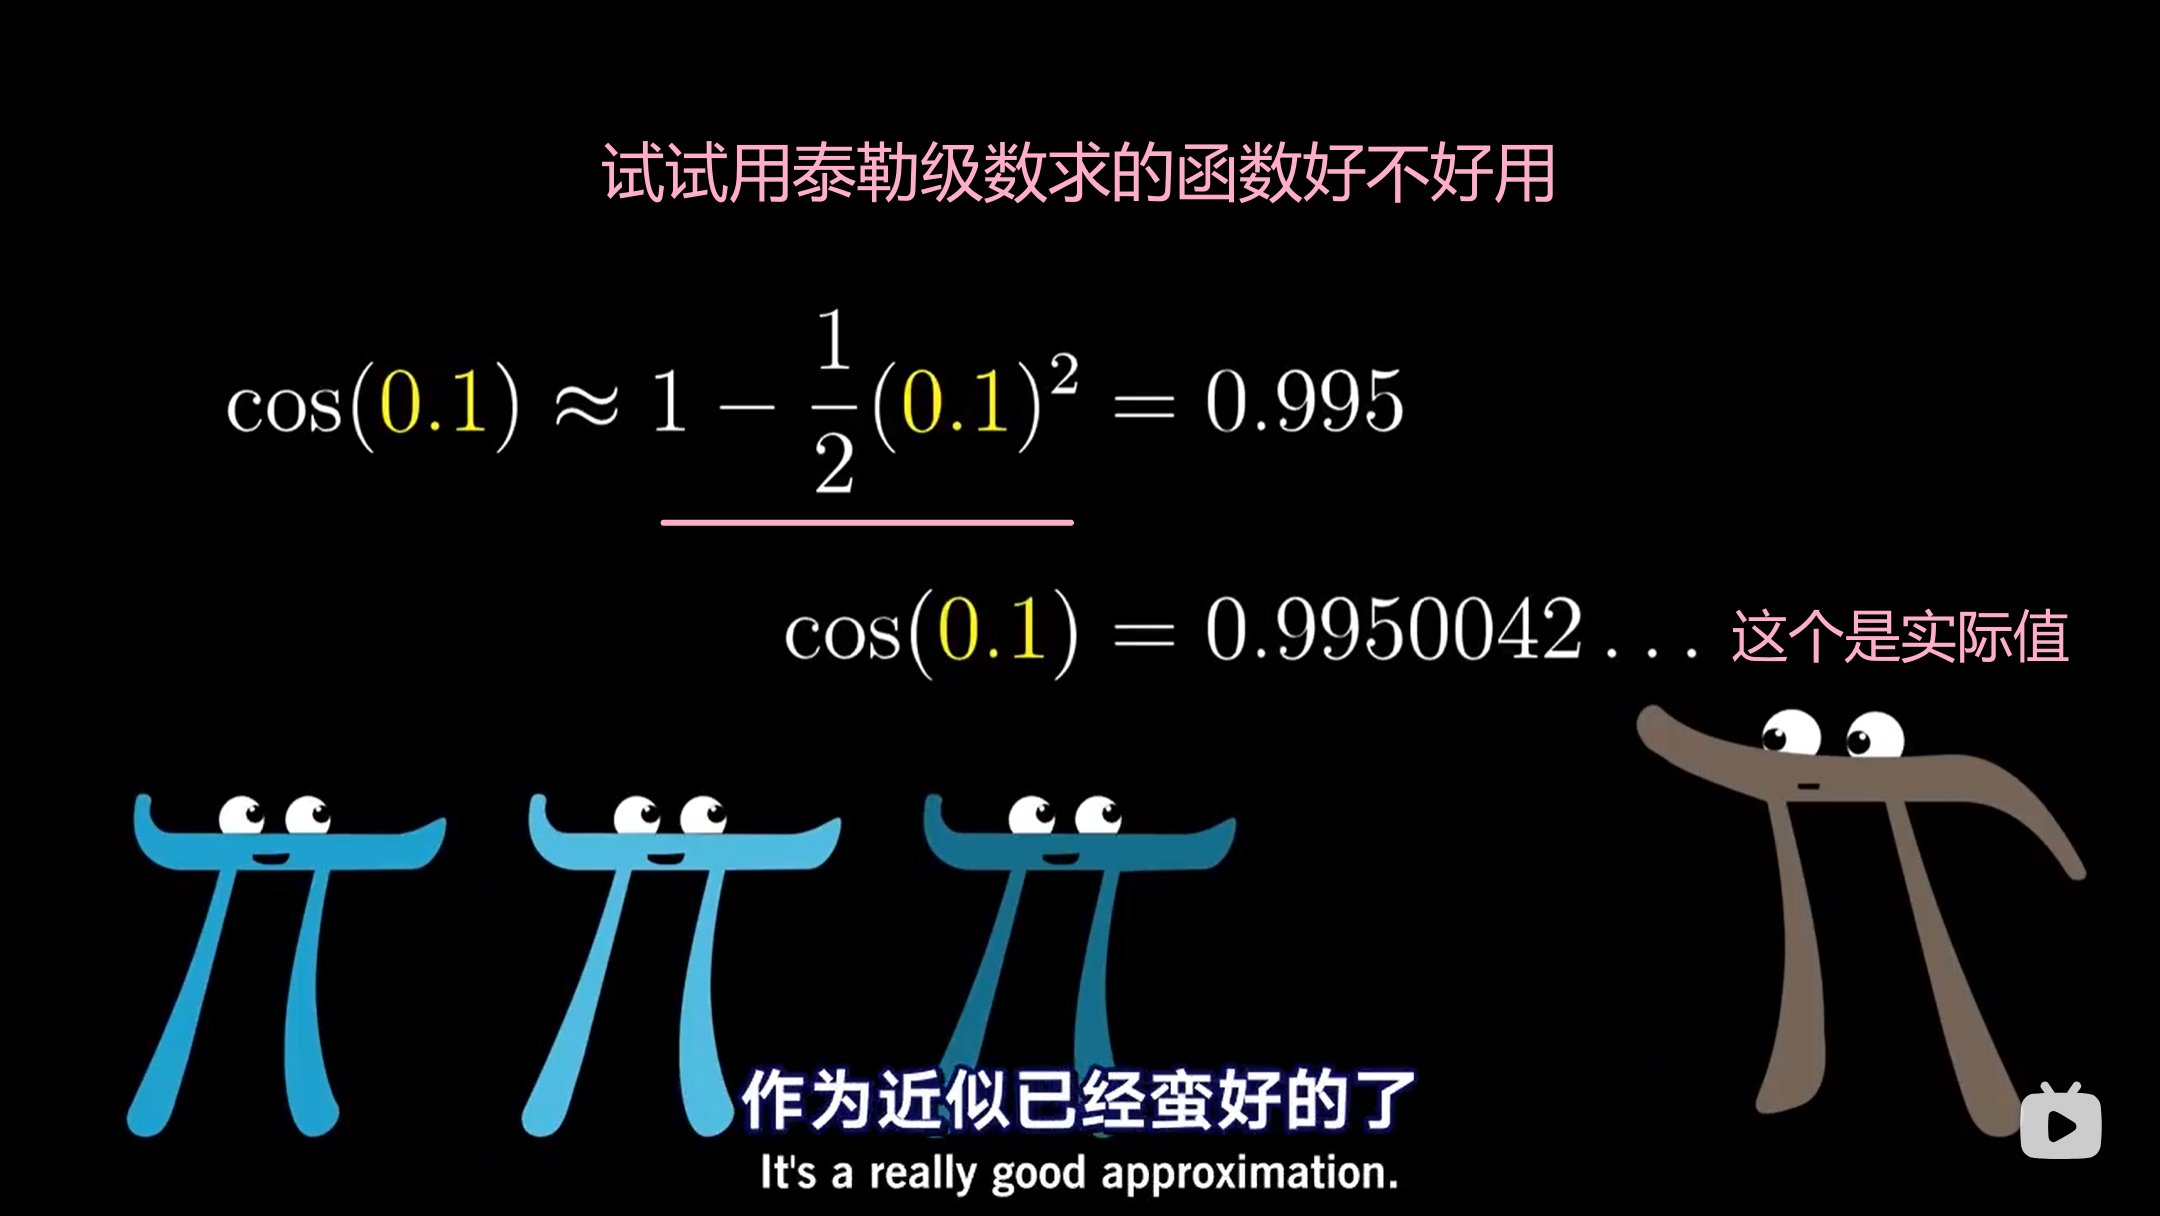 试试用泰勒级数求的函数好不好用
cos(0.1) ≈ 1 − \frac{1}{2}(0.1)² = 0.995
cos(0.1) = 0.9950042... 这个是实际值
作为近似已经蛮好的了
It's a really good approximation.